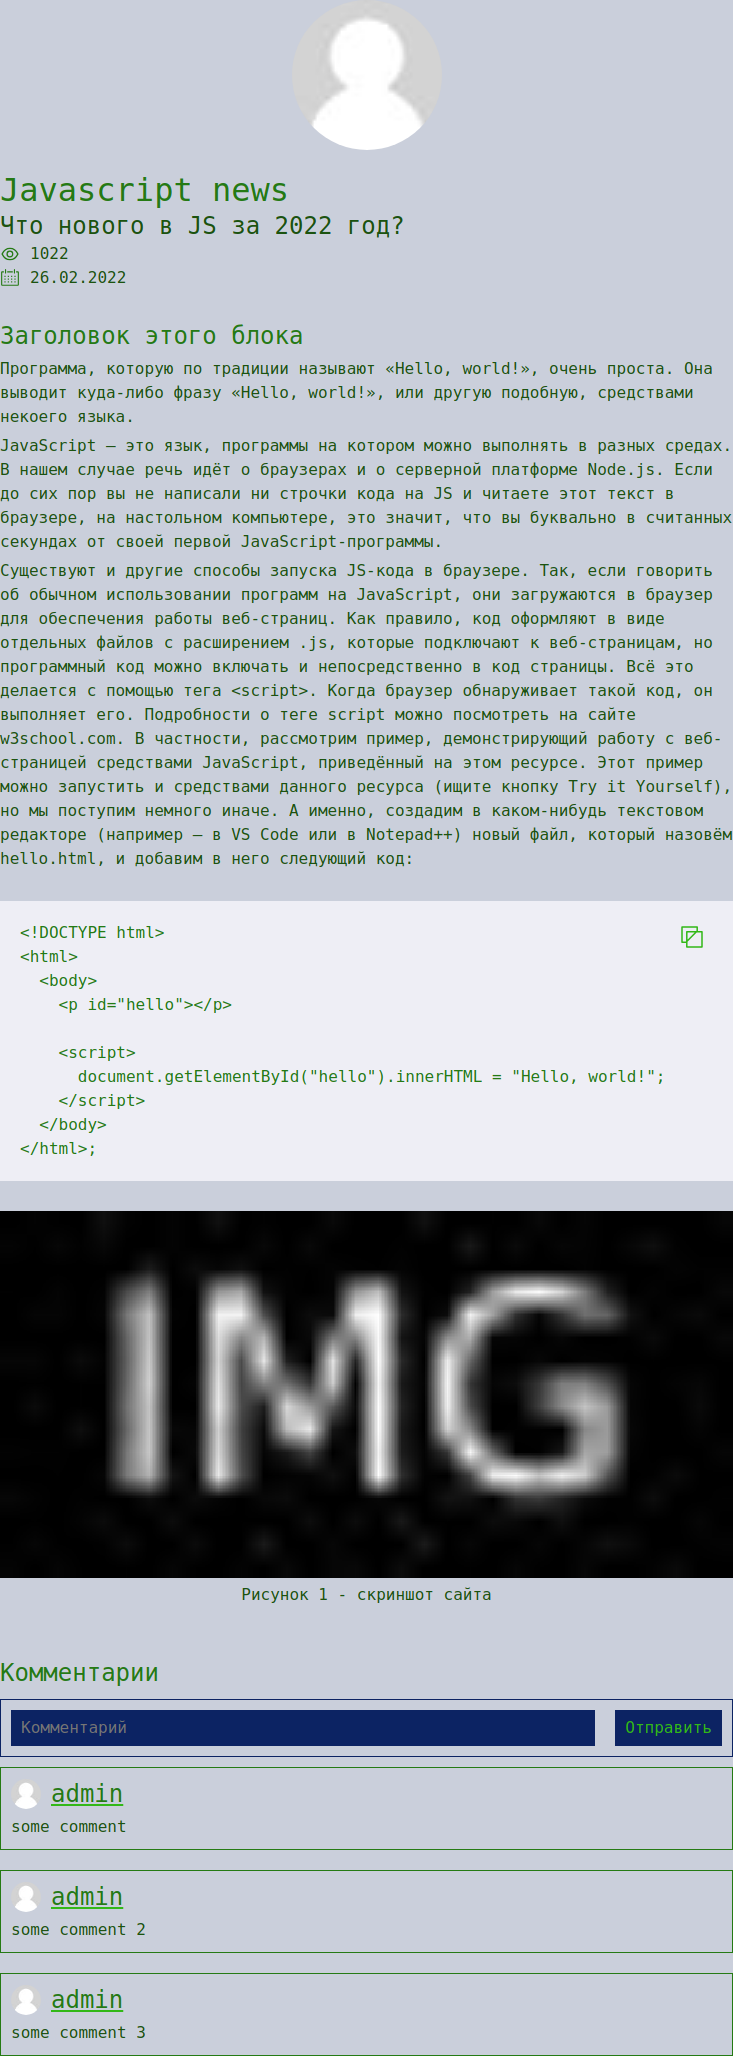 Javascript news
Что нового в JS за 2022 год?
1022
26.02.2022
Заголовок этого блока
Программа, которую по традиции называют «Hello, world!», очень проста. Она
выводит куда-либо фразу «Hello, world!», или другую подобную, средствами
некоего языка.
JavaScript — это язык, программы на котором можно выполнять в разных средах.
В нашем случае речь идёт о браузерах и о серверной платформе Node.js. Если
до сих пор вы не написали ни строчки кода на JS и читаете этот текст в
браузере, на настольном компьютере, это значит, что вы буквально в считанных
секундах от своей первой JavaScript-программы.
Существуют и другие способы запуска JS-кода в браузере. Так, если говорить
об обычном использовании программ на JavaScript, они загружаются в браузер
для обеспечения работы веб-страниц. Как правило, код оформляют в виде
отдельных файлов с расширением .js, которые подключают к веб-страницам, но
программный код можно включать и непосредственно в код страницы. Всё это
делается с помощью тега <script>. Когда браузер обнаруживает такой код, он
выполняет его. Подробности о теге script можно посмотреть на сайте
w3school.com. В частности, рассмотрим пример, демонстрирующий работу с веб-
страницей средствами JavaScript, приведённый на этом ресурсе. Этот пример
можно запустить и средствами данного ресурса (ищите кнопку Try it Yourself),
но мы поступим немного иначе. А именно, создадим в каком-нибудь текстовом
редакторе (например — в VS Code или в Notepad++) новый файл, который назовём
hello.html, и добавим в него следующий код:
<!DOCTYPE html>
<html>
  <body>
    <p id="hello"></p>
    <script>
      document.getElementById("hello").innerHTML = "Hello, world!";
    </script>
  </body>
</html>;
IMG
Рисунок 1 - скриншот сайта
Комментарии
Комментарий Отправить
admin
some comment
admin
some comment 2
admin
some comment 3